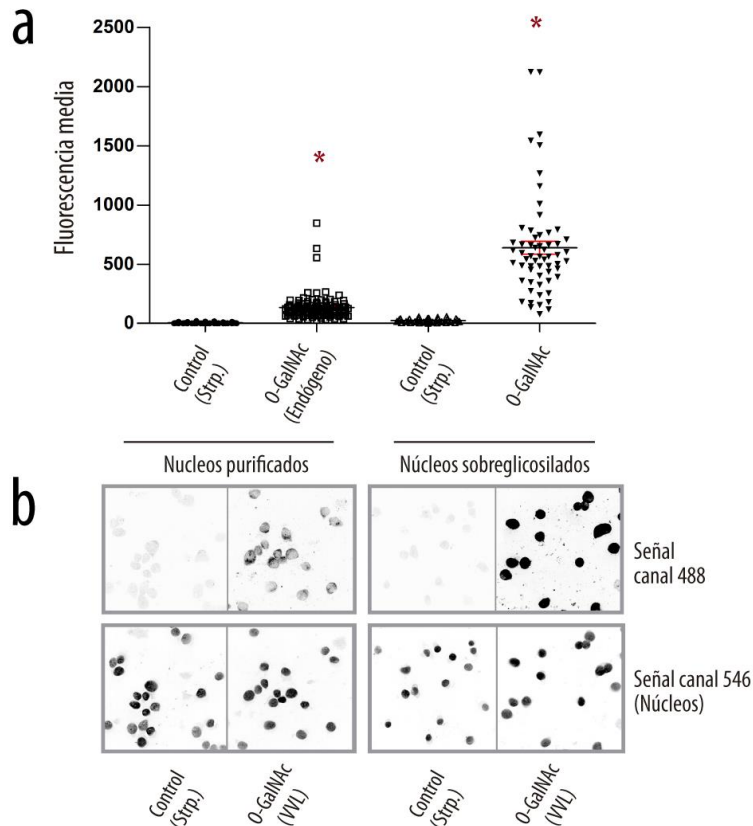 a
Fluorescencia media
2500
2000
1500
1000
500
0
*
*
Control
(Strp.)
O-GalNAc
(Endógeno)
Control
(Strp.)
O-GalNAc
Nucleos purificados
Núcleos sobreglicosilados
b
Señal
canal 488
Señal canal 546
(Núcleos)
Control
(Strp.)
O-GalNAc
(VVL)
Control
(Strp.)
O-GalNAc
(VVL)